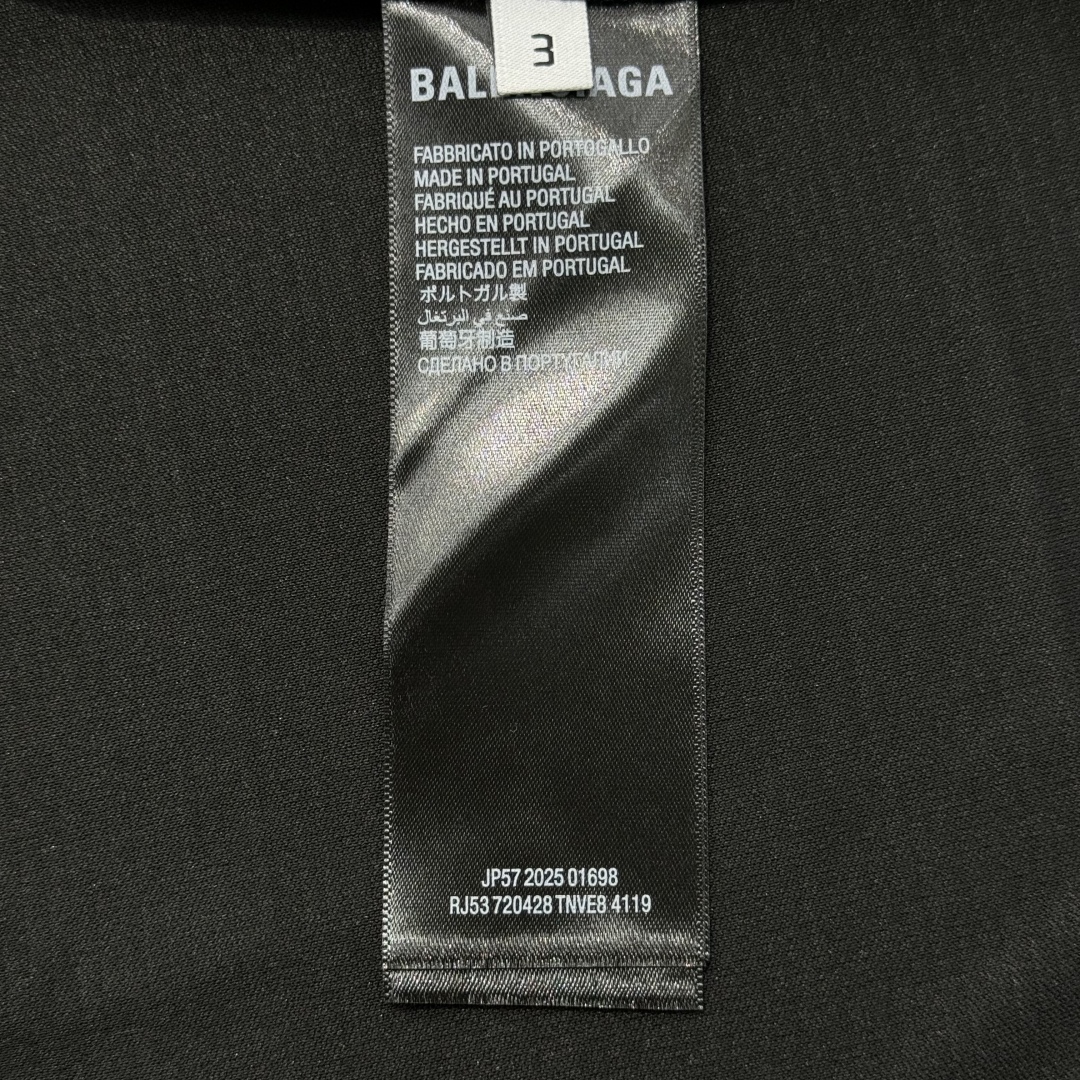 3
BALENCIAGA
FABBRICATO IN PORTOGALLO
MADE IN PORTUGAL
FABRIQUÉ AU PORTUGAL
HECHO EN PORTUGAL
HERGESTELLT IN PORTUGAL
FABRICADO EM PORTUGAL
ポルトガル製
صنع في البرتغال
葡萄牙制造
СДЕЛАНО В ПОРТУГАЛИИ
JP57 2025 01698
RJ53 720428 TNVE8 4119